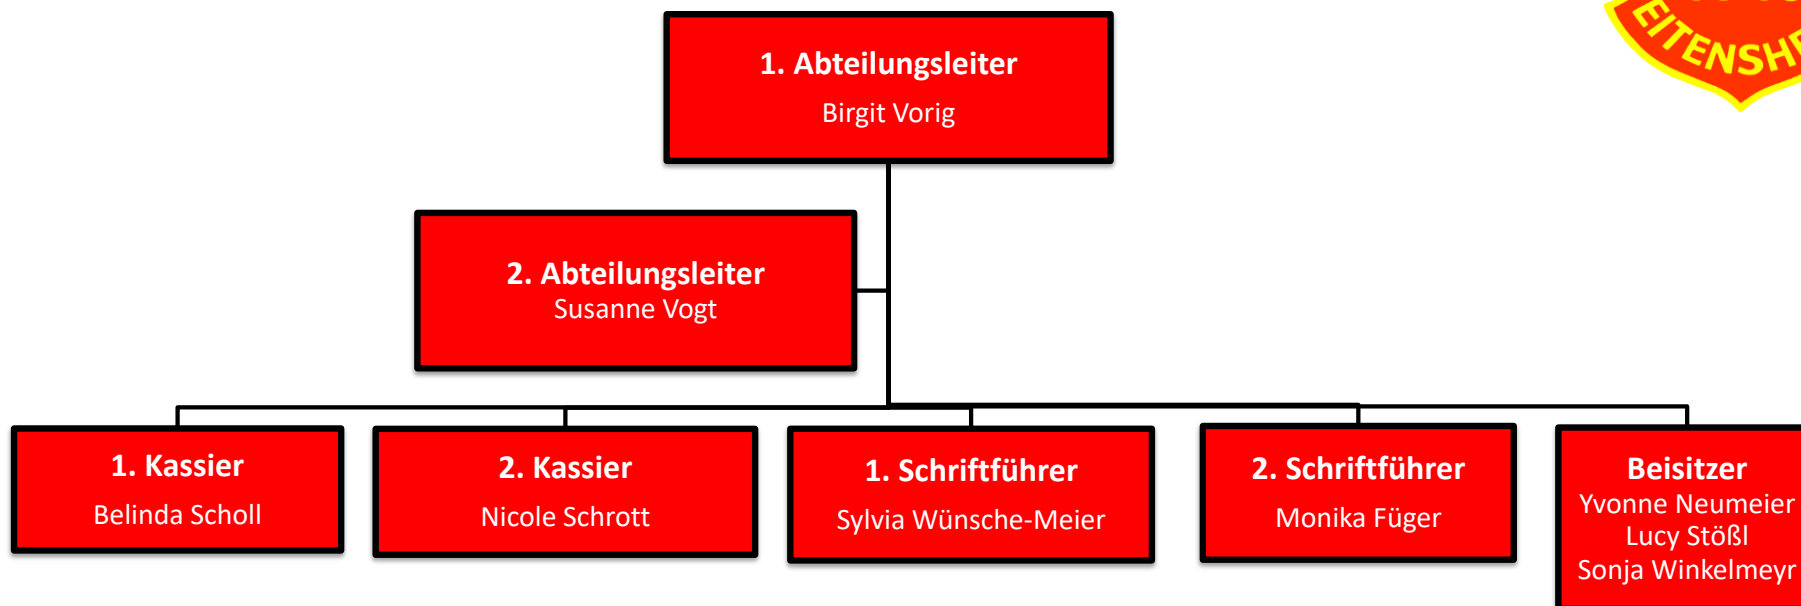 1. Abteilungsleiter
Birgit Vorig
2. Abteilungsleiter
Susanne Vogt
1. Kassier
Belinda Scholl
2. Kassier
Nicole Schrott
1. Schriftführer
Sylvia Wünsche-Meier
2. Schriftführer
Monika Füger
Beisitzer
Yvonne Neumeier
Lucy Stößl
Sonja Winkelmeyr